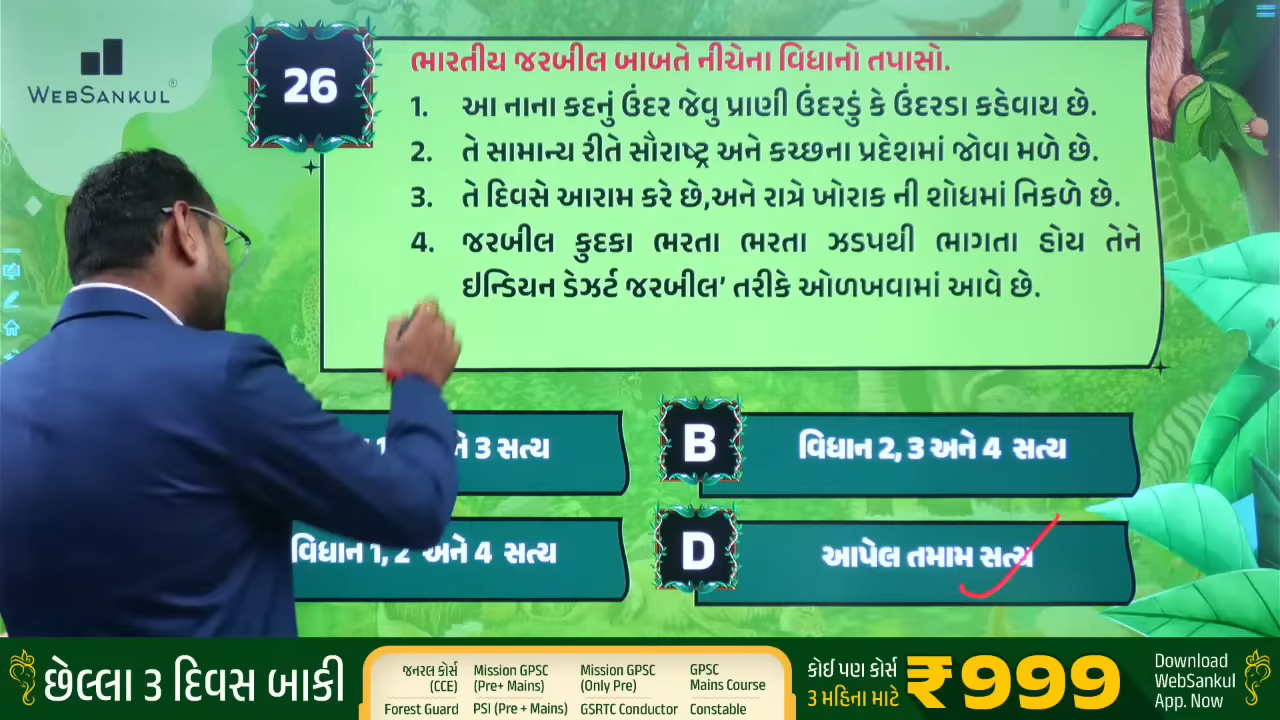 WEBSANKUL®
26
ભારતીય જરબીલ બાબતે નીચેના વિધાનો તપાસો.
1. આ નાના કદનું ઉંદર જેવુ પ્રાણી ઉંદરડું કે ઉંદરડા કહેવાય છે.
2. તે સામાન્ય રીતે સૌરાષ્ટ્ર અને કચ્છના પ્રદેશમાં જોવા મળે છે.
3. તે દિવસે આરામ કરે છે,અને રાત્રે ખોરાક ની શોધમાં નિકળે છે.
4. જરબીલ કુદકા ભરતા ભરતા ઝડપથી ભાગતા હોય તેને
ઇન્ડિયન ડેઝર્ટ જરબીલ’ તરીકે ઓળખવામાં આવે છે.
3 સત્ય
B વિધાન 2, 3 અને 4 સત્ય
વિધાન 1, 2 અને 4 સત્ય
D આપેલ તમામ સત્ય
છેલ્લા 3 દિવસ બાકી
જનરલ કોર્સ (CCE)
Mission GPSC (Pre+ Mains)
Mission GPSC (Only Pre)
GPSC Mains Course
Forest Guard
PSI (Pre + Mains)
GSRTC Conductor
Constable
કોઈ પણ કોર્સ
3 મહિના માટે
₹999
Download
WebSankul
App. Now